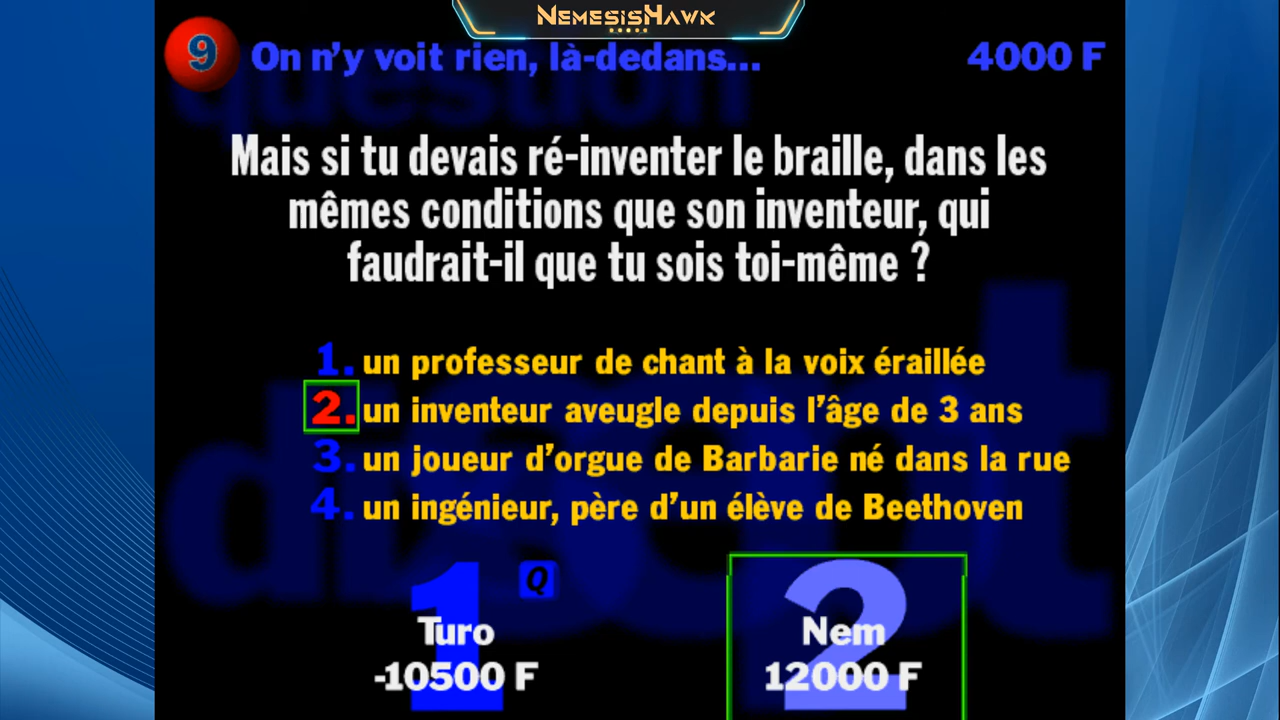 NemesisHawk
9 On n'y voit rien, là-dedans... 4000 F
question
Mais si tu devais ré-inventer le braille, dans les
mêmes conditions que son inventeur, qui
faudrait-il que tu sois toi-même ?
1. un professeur de chant à la voix éraillée
2. un inventeur aveugle depuis l'âge de 3 ans
3. un joueur d'orgue de Barbarie né dans la rue
4. un ingénieur, père d'un élève de Beethoven
1 Q 2
Turo Nem
-10500 F 12000 F